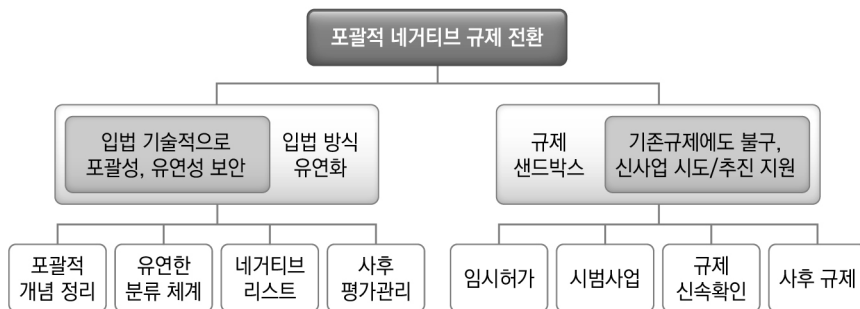 포괄적 네거티브 규제 전환
입법 기술적으로
포괄성, 유연성 보안
입법 방식
유연화
규제
샌드박스
기존규제에도 불구,
신사업 시도/추진 지원
포괄적
개념 정리
유연한
분류 체계
네거티브
리스트
사후
평가관리
임시허가
시범사업
규제
신속확인
사후 규제